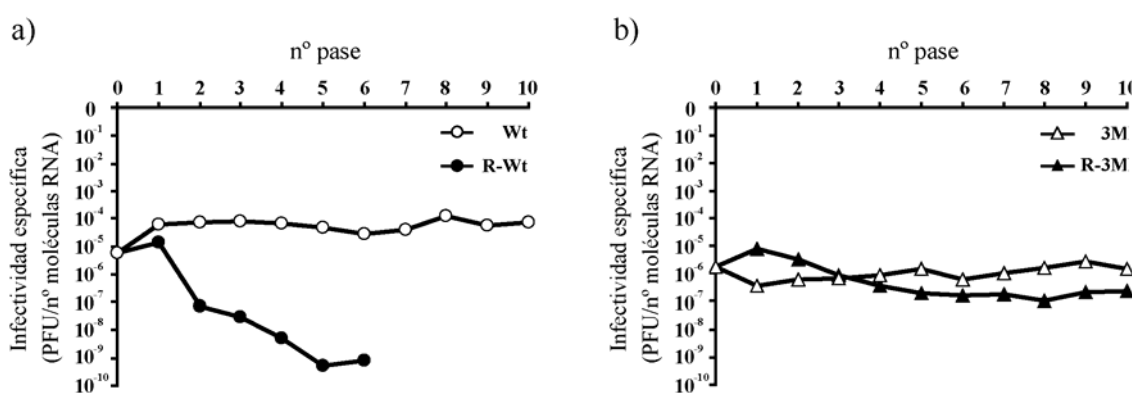 a)
nº pase
0 1 2 3 4 5 6 7 8 9 10
Infectividad específica
(PFU/nº moléculas RNA)
0
10⁻¹
10⁻²
10⁻³
10⁻⁴
10⁻⁵
10⁻⁶
10⁻⁷
10⁻⁸
10⁻⁹
10⁻¹⁰
Wt
R-Wt
b)
nº pase
0 1 2 3 4 5 6 7 8 9 10
Infectividad específica
(PFU/nº moléculas RNA)
0
10⁻¹
10⁻²
10⁻³
10⁻⁴
10⁻⁵
10⁻⁶
10⁻⁷
10⁻⁸
10⁻⁹
10⁻¹⁰
3M
R-3M